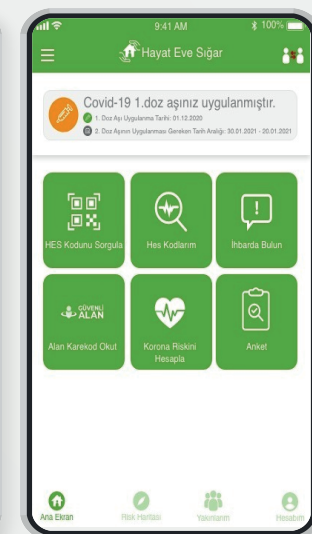 9:41 AM
100%
Hayat Eve Sığar
Covid-19 1.doz aşınız uygulanmıştır.
1. Doz Aşı Uygulanma Tarihi: 01.12.2020
2. Doz Aşının Uygulanması Gereken Tarih Aralığı: 30.01.2021 - 20.01.2021
HES Kodunu Sorgula
Hes Kodlarım
İhbarda Bulun
GÜVENLİ
ALAN
Alan Karekod Okut
Korona Riskini
Hesapla
Anket
Ana Ekran
Risk Haritası
Yakınlarım
Hesabım